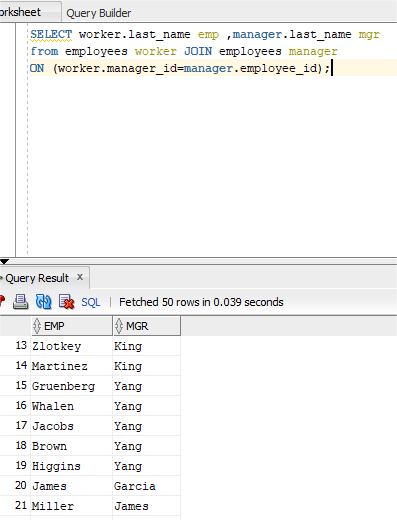 orksheet Query Builder
SELECT worker.last_name emp ,manager.last_name mgr
from employees worker JOIN employees manager
ON (worker.manager_id=manager.employee_id);
Query Result x
SQL | Fetched 50 rows in 0.039 seconds
EMP MGR
13 Zlotkey King
14 Martinez King
15 Gruenberg Yang
16 Whalen Yang
17 Jacobs Yang
18 Brown Yang
19 Higgins Yang
20 James Garcia
21 Miller James